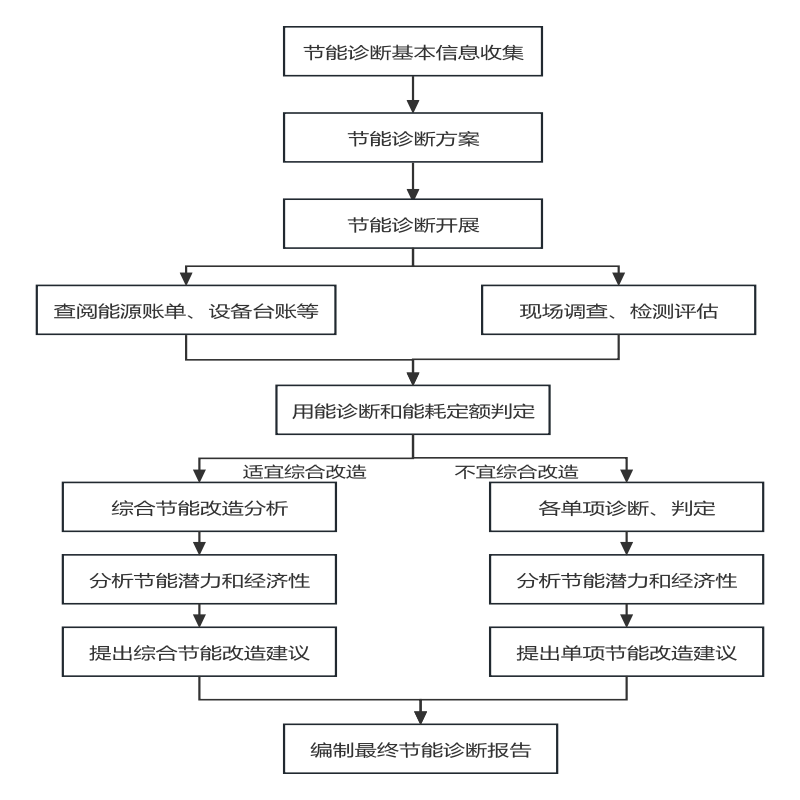 节能诊断基本信息收集
节能诊断方案
节能诊断开展
查阅能源账单、设备台账等
现场调查、检测评估
用能诊断和能耗定额判定
适宜综合改造
不宜综合改造
综合节能改造分析
各单项诊断、判定
分析节能潜力和经济性
分析节能潜力和经济性
提出综合节能改造建议
提出单项节能改造建议
编制最终节能诊断报告